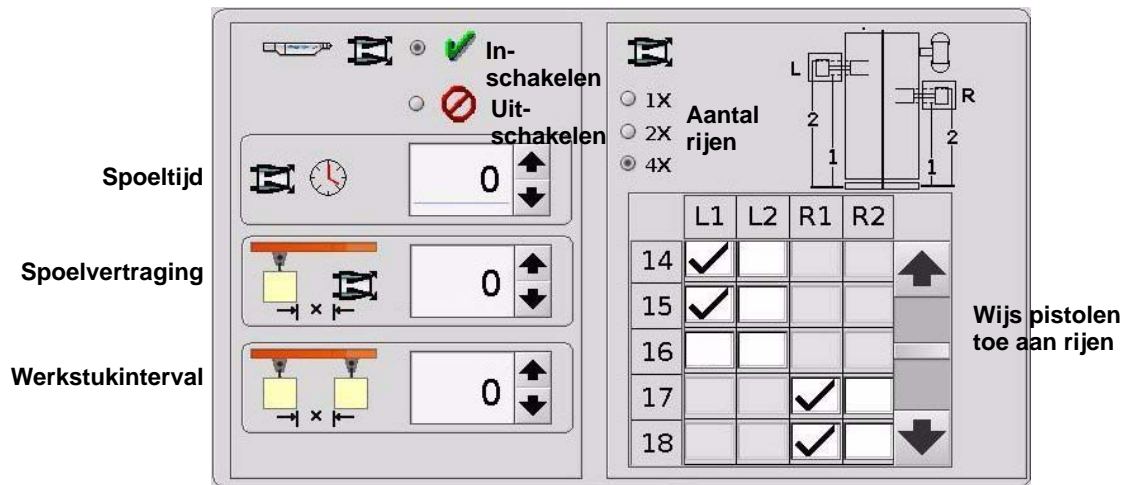 In-
schakelen
Uit-
schakelen
Spoeltijd
0
Spoelvertraging
x
0
Werkstukinterval
x
0
1X
2X
4X
Aantal
rijen
L
R
2
1
1
2
L1 L2 R1 R2
14
15
16
17
18
Wijs pistolen
toe aan rijen